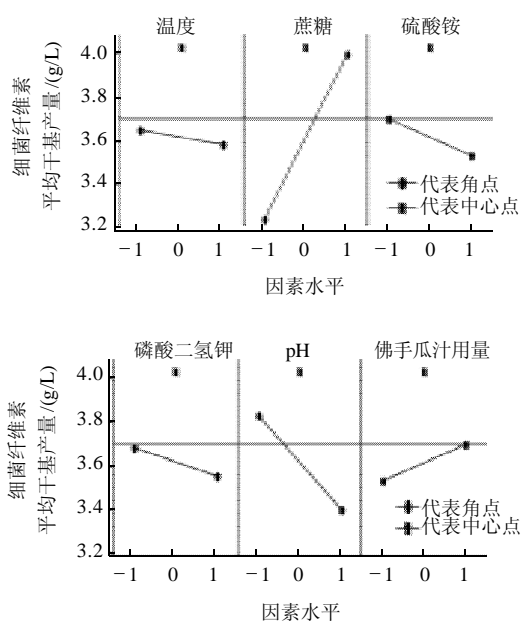 温度 蔗糖 硫酸铵
细菌纤维素
平均干基产量/(g/L)
4.0
3.8
3.6
3.4
3.2
代表角点
代表中心点
−1 0 1 −1 0 1 −1 0 1
因素水平
磷酸二氢钾 pH 佛手瓜汁用量
细菌纤维素
平均干基产量/(g/L)
4.0
3.8
3.6
3.4
3.2
代表角点
代表中心点
−1 0 1 −1 0 1 −1 0 1
因素水平